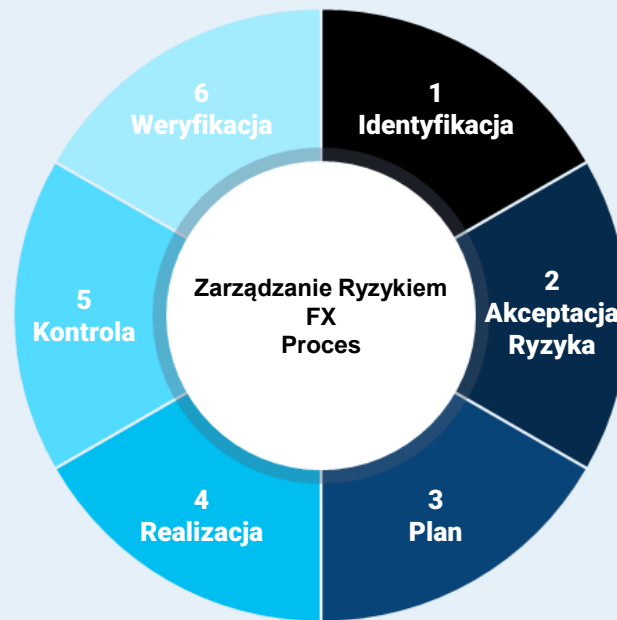 1
Identyfikacja
2
Akceptacja
Ryzyka
3
Plan
4
Realizacja
5
Kontrola
6
Weryfikacja
Zarządzanie Ryzykiem
FX
Proces